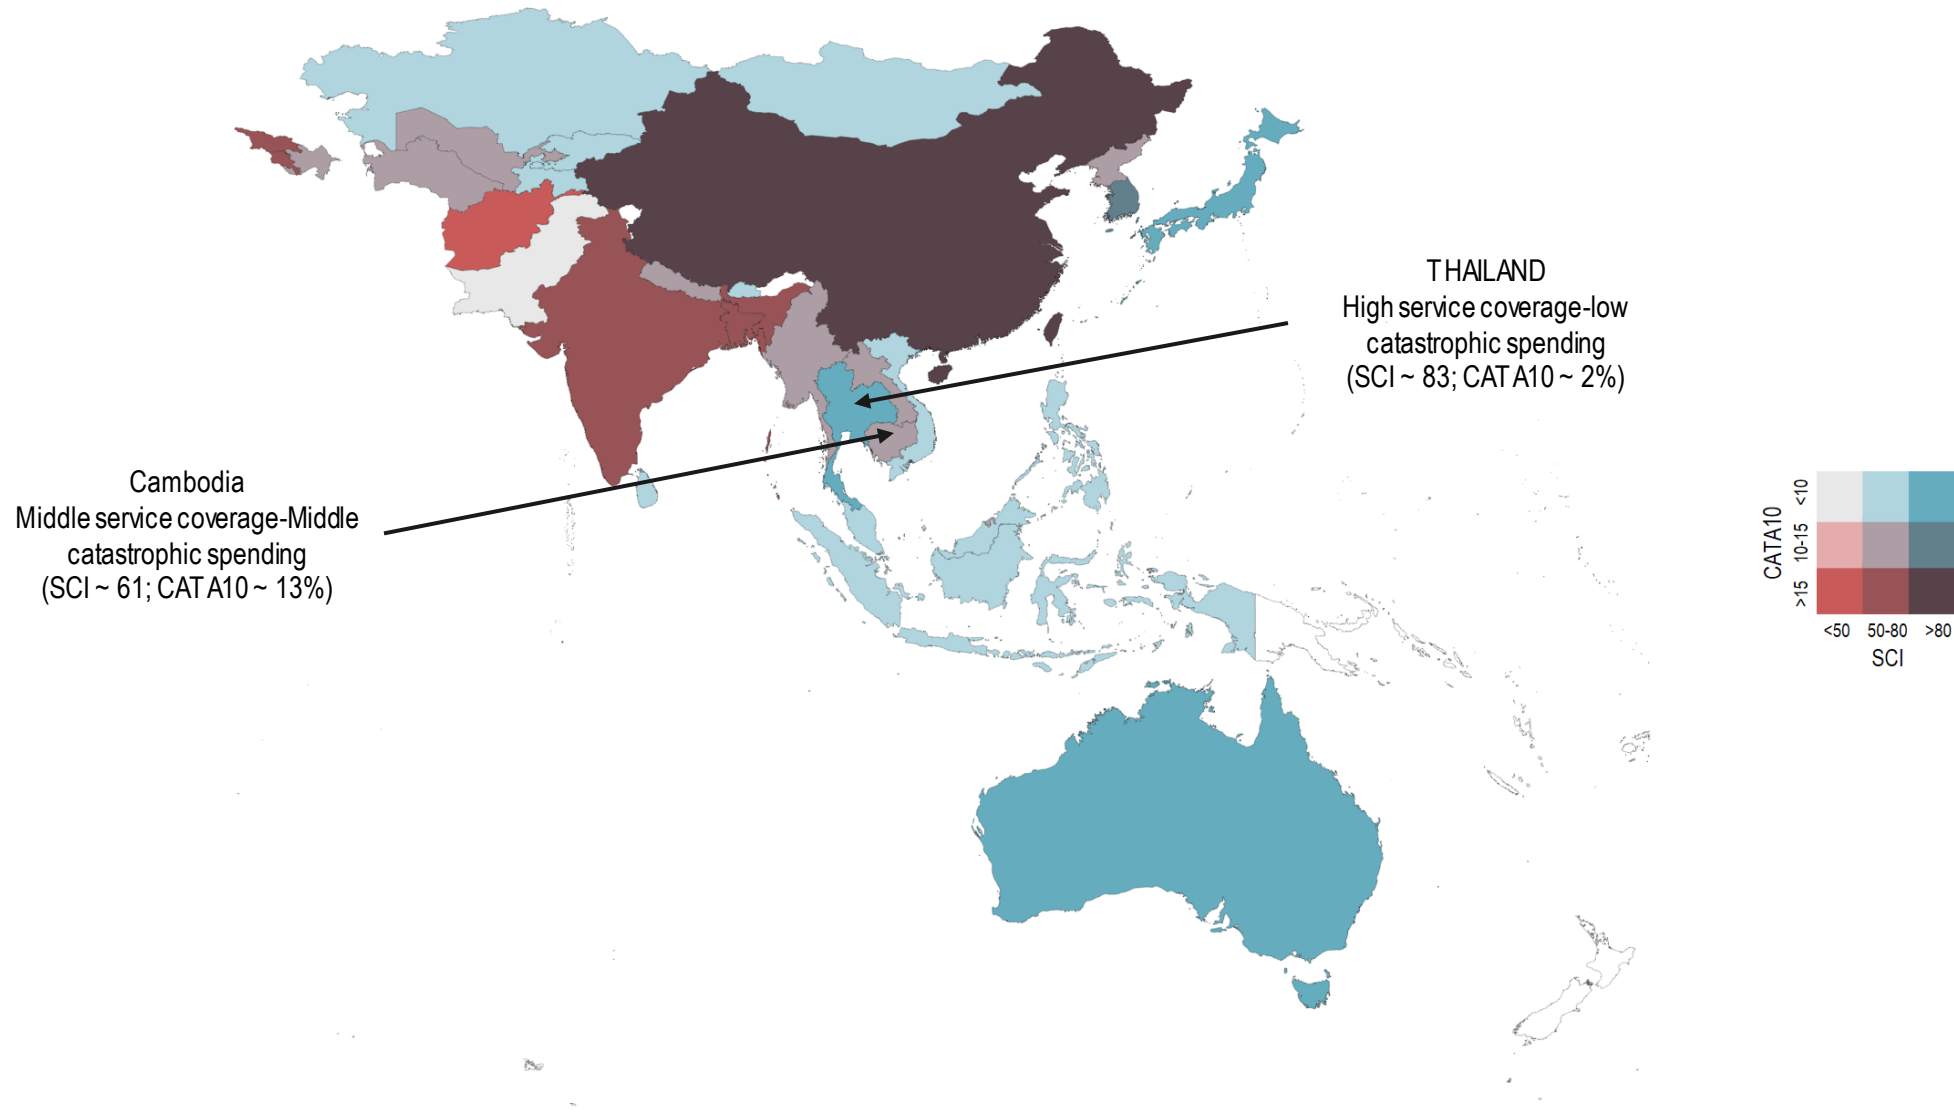 THAILAND
High service coverage-low
catastrophic spending
(SCI ~ 83; CATA10 ~ 2%)
Cambodia
Middle service coverage-Middle
catastrophic spending
(SCI ~ 61; CATA10 ~ 13%)
CATA10
<10
10-15
>15
<50 50-80 >80
SCI